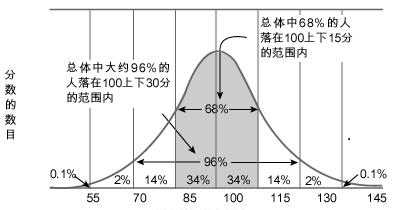 总体中68%的人
落在100上下15分
的范围内
总体中大约96%的
人落在100上下30分
的范围内
分数的数目
68%
96%
0.1%
2%
14%
34%
34%
14%
2%
0.1%
55
70
85
100
115
130
145